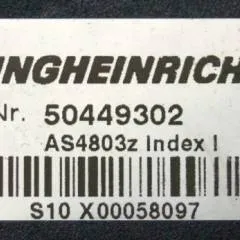 NGHEINRICH
Nr. 50449302
AS4803z Index I
S10 X00058097